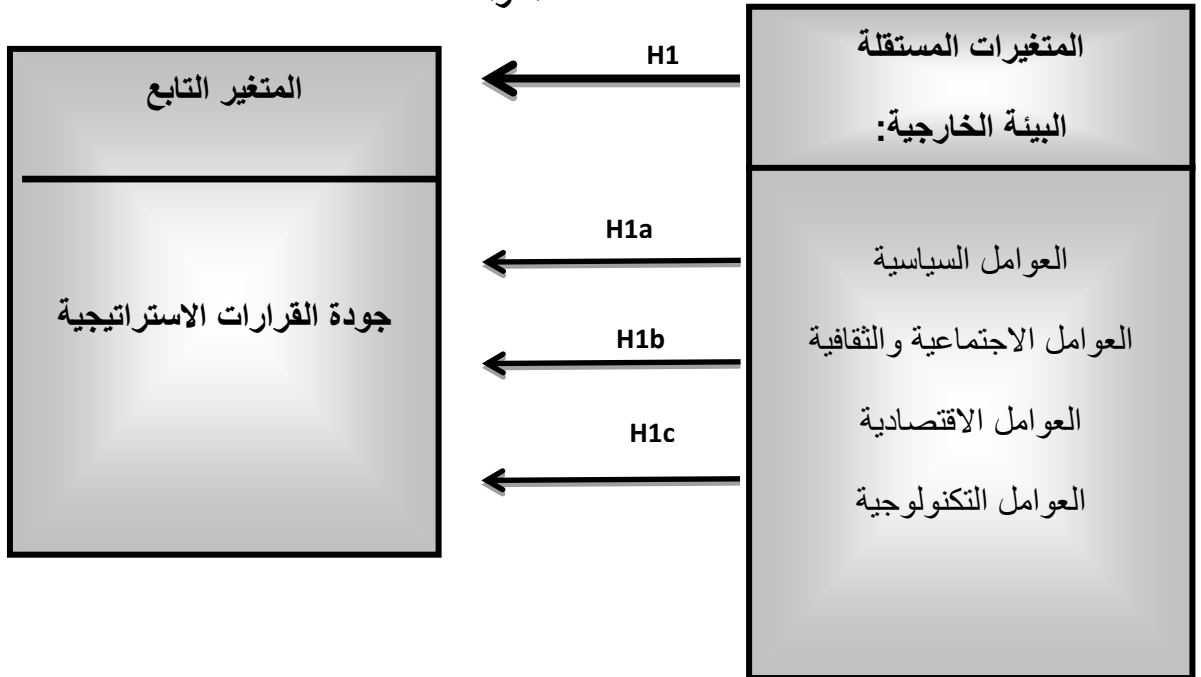 المتغيرات المستقلة
البيئة الخارجية:
العوامل السياسية
العوامل الاجتماعية والثقافية
العوامل الاقتصادية
العوامل التكنولوجية
H1
H1a
H1b
H1c
المتغير التابع
جودة القرارات الاستراتيجية